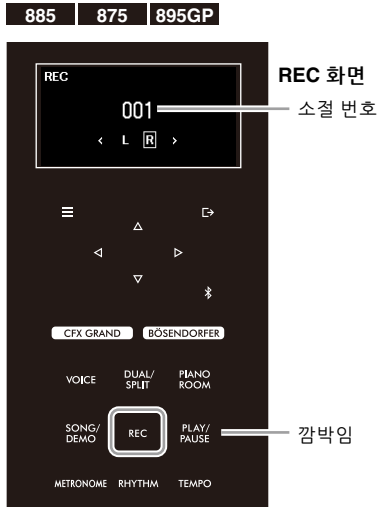 885 875 895GP
REC
REC 화면
001
소절 번호
< L R >
CFX GRAND BÖSENDORFER
VOICE DUAL/SPLIT PIANO ROOM
SONG/DEMO REC PLAY/PAUSE
깜박임
METRONOME RHYTHM TEMPO